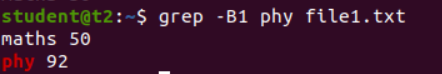 student@t2:~$ grep -B1 phy file1.txt
maths 50
phy 92